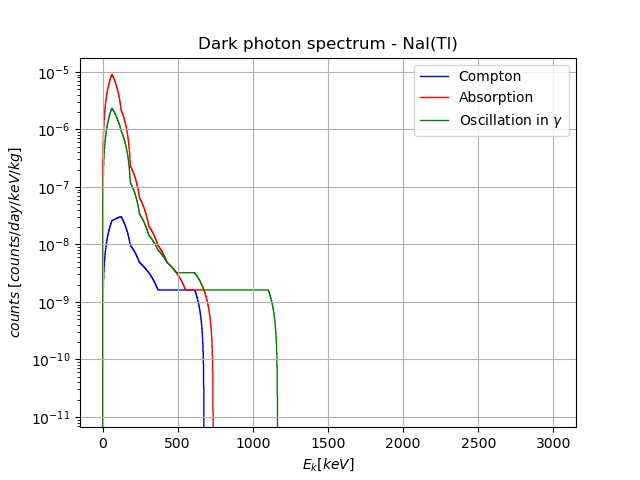 Dark photon spectrum - NaI(Tl)
Compton
Absorption
Oscillation in γ
10⁻⁵
10⁻⁶
10⁻⁷
10⁻⁸
10⁻⁹
10⁻¹⁰
10⁻¹¹
counts [counts/day/keV/kg]
0 500 1000 1500 2000 2500 3000
Eₖ[keV]